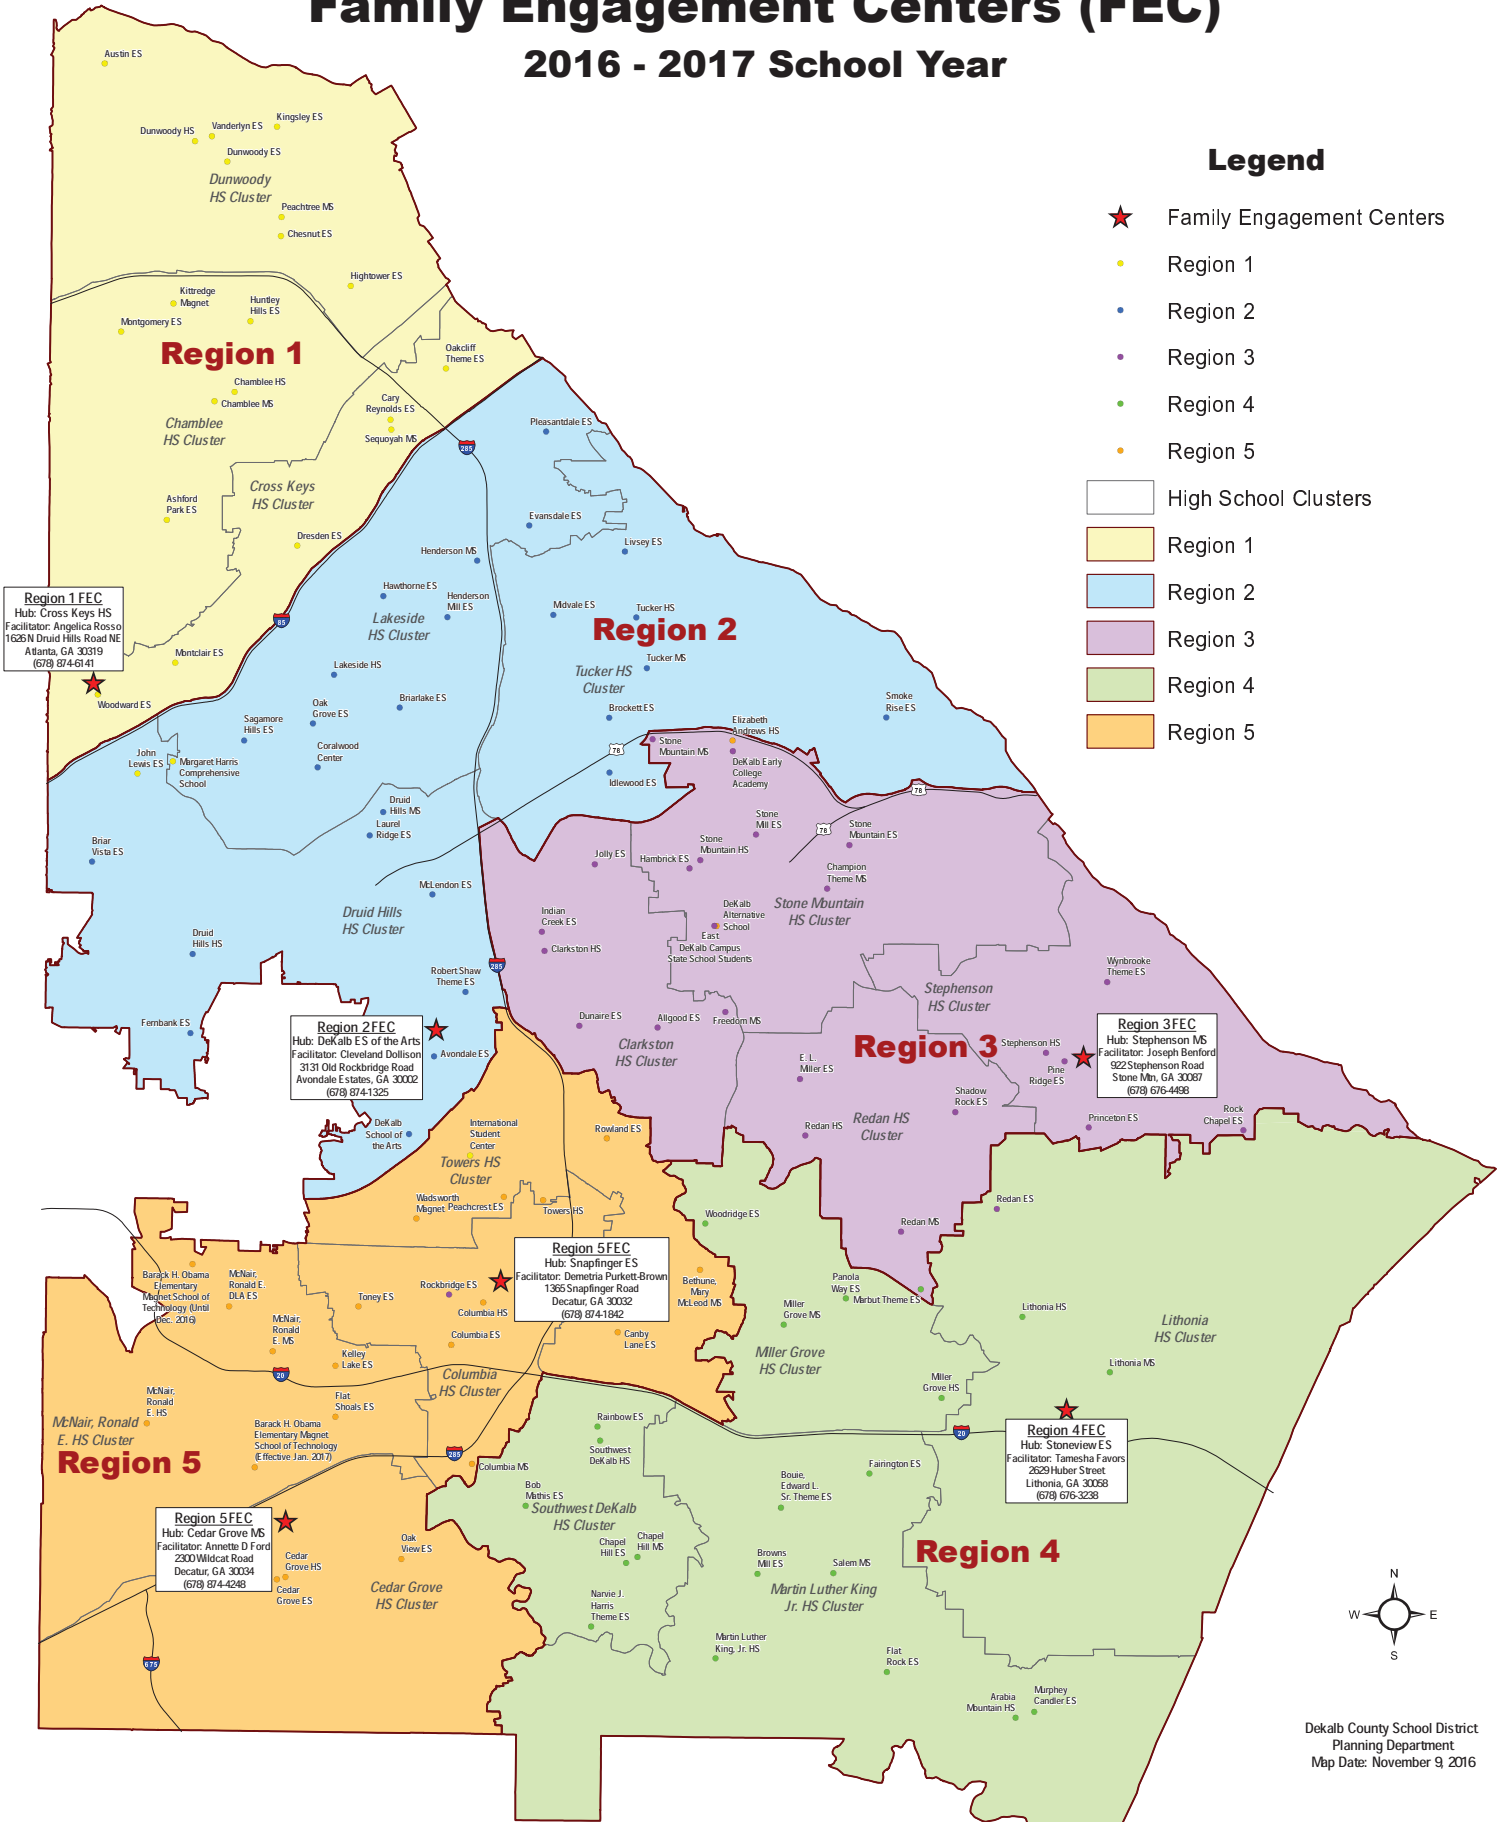 Family Engagement Centers (FEC)
2016 - 2017 School Year
Legend
Family Engagement Centers
Region 1
Region 2
Region 3
Region 4
Region 5
High School Clusters
Region 1
Region 2
Region 3
Region 4
Region 5
Austin ES
Kingsley ES
Vanderlyn ES
Dunwoody HS
Dunwoody ES
Dunwoody
HS Cluster
Peachtree MS
Chesnut ES
Hightower ES
Kittredge
Magnet
Huntley
Hills ES
Montgomery ES
Region 1
Oakcliff
Theme ES
Chamblee HS
Chamblee MS
Cary
Reynolds ES
Sequoyah MS
Chamblee
HS Cluster
Cross Keys
HS Cluster
Ashford
Park ES
Dresden ES
Region 1 FEC
Hub: Cross Keys HS
Facilitator: Angelica Rosso
1626 N Druid Hills Road NE
Atlanta, GA 30319
(678) 874-6141
Montclair ES
Woodward ES
285
85
Pleasantdale ES
Evansdale ES
Livsey ES
Henderson MS
Hawthorne ES
Henderson
Mill ES
Lakeside
HS Cluster
Midvale ES
Tucker HS
Region 2
Tucker MS
Tucker HS
Cluster
Lakeside HS
Briarlake ES
Oak
Grove ES
Brockett ES
Smoke
Rise ES
Sagamore
Hills ES
Coralwood
Center
John
Lewis ES
Margaret Harris
Comprehensive
School
78
Idlewood ES
Stone
Mountain MS
Elizabeth
Andrews HS
DeKalb Early
College
Academy
78
Druid
Hills MS
Laurel
Ridge ES
Briar
Vista ES
McLendon ES
Druid Hills
HS Cluster
Druid
Hills HS
Robert Shaw
Theme ES
285
Fernbank ES
Region 2 FEC
Hub: DeKalb ES of the Arts
Facilitator: Cleveland Dollison
3131 Old Rockbridge Road
Avondale Estates, GA 30002
(678) 874-1325
Avondale ES
DeKalb
School of
the Arts
Stone
Mill ES
78
Stone
Mountain ES
Stone
Mountain HS
Hambrick ES
Jolly ES
Champion
Theme MS
Stone Mountain
HS Cluster
DeKalb
Alternative
School
East
DeKalb Campus
State School Students
Indian
Creek ES
Clarkston HS
Wynbrooke
Theme ES
Stephenson
HS Cluster
Dunaire ES
Allgood ES
Freedom MS
Clarkston
HS Cluster
Region 3
Stephenson HS
Pine
Ridge ES
Region 3 FEC
Hub: Stephenson MS
Facilitator: Joseph Benford
922 Stephenson Road
Stone Mtn, GA 30087
(678) 676-4498
E. L.
Miller ES
Shadow
Rock ES
Redan HS
Redan HS
Cluster
Princeton ES
Rock
Chapel ES
Redan ES
Redan MS
International
Student
Center
Rowland ES
Towers HS
Cluster
Wadsworth
Magnet
Peachcrest ES
Towers HS
Woodridge ES
Region 5 FEC
Hub: Snapfinger ES
Facilitator: Demetria Purkett-Brown
1365 Snapfinger Road
Decatur, GA 30032
(678) 874-1842
Barack H. Obama
Elementary
Magnet School of
Technology (Until
Dec. 2016)
McNair,
Ronald E.
DLA ES
Rockbridge ES
Columbia HS
Toney ES
McNair,
Ronald
E. MS
Columbia ES
Kelley
Lake ES
Bethune,
Mary
McLeod MS
Canby
Lane ES
20
Columbia
HS Cluster
McNair,
Ronald
E. HS
Flat
Shoals ES
McNair, Ronald
E. HS Cluster
Region 5
Barack H. Obama
Elementary Magnet
School of Technology
(Effective Jan. 2017)
285
Columbia MS
Region 5 FEC
Hub: Cedar Grove MS
Facilitator: Annette D Ford
2300 Wildcat Road
Decatur, GA 30034
(678) 874-4248
Cedar
Grove HS
Cedar
Grove ES
Oak
View ES
Cedar Grove
HS Cluster
675
Panola
Way ES
Marbut Theme ES
Miller
Grove MS
Miller Grove
HS Cluster
Lithonia HS
Lithonia
HS Cluster
Lithonia MS
Miller
Grove HS
20
Region 4 FEC
Hub: Stoneview ES
Facilitator: Tamesha Favors
2629 Huber Street
Lithonia, GA 30058
(678) 676-3238
Rainbow ES
Southwest
DeKalb HS
Bob
Mathis ES
Southwest DeKalb
HS Cluster
Chapel
Hill ES
Chapel
Hill MS
Narvie J.
Harris
Theme ES
Fairington ES
Bouie,
Edward L.
Sr. Theme ES
Browns
Mill ES
Salem MS
Region 4
Martin Luther King
Jr. HS Cluster
Martin Luther
King, Jr. HS
Flat
Rock ES
Arabia
Mountain HS
Murphey
Candler ES
N
W
E
S
Dekalb County School District
Planning Department
Map Date: November 9, 2016